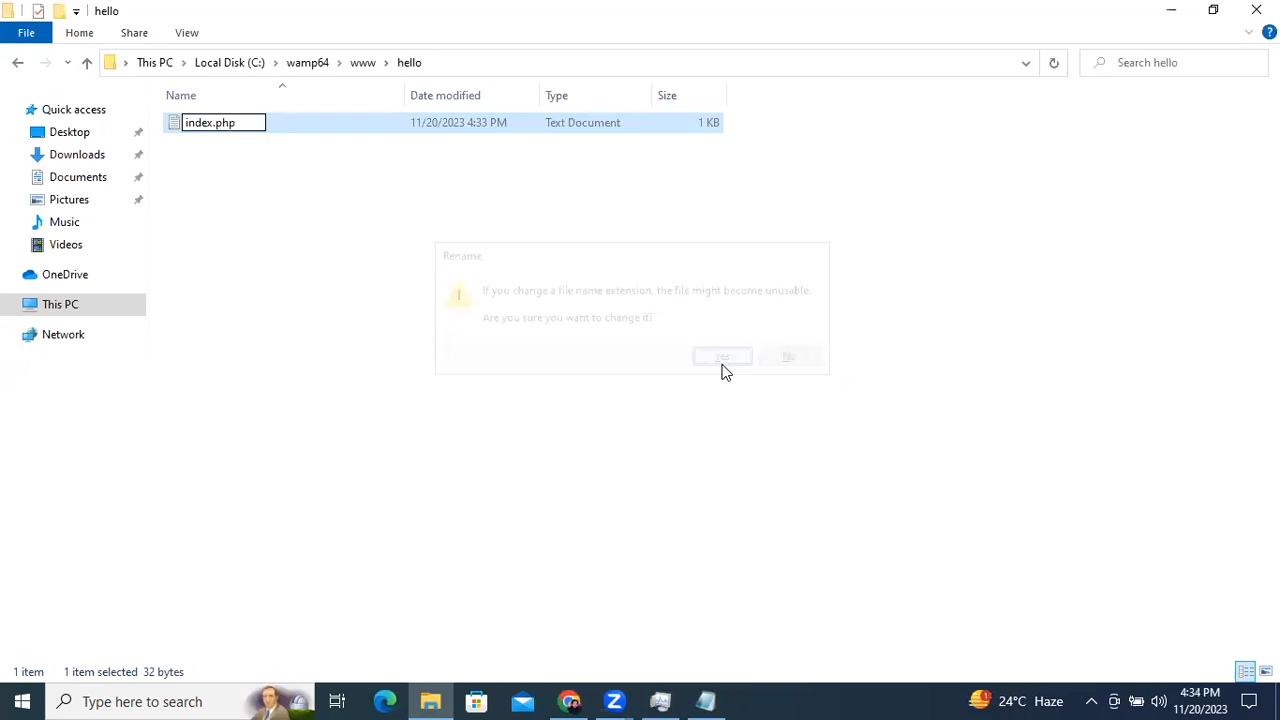 hello
File Home Share View
This PC Local Disk (C:) wamp64 www hello
Search hello
Name Date modified Type Size
Quick access
index.php 11/20/2023 4:33 PM Text Document 1 KB
Desktop
Downloads
Documents
Pictures
Music
Videos
OneDrive
This PC
Network
Rename
If you change a file name extension, the file might become unusable.
Are you sure you want to change it?
Yes No
1 item 1 item selected 32 bytes
Type here to search
24°C Haze
4:34 PM
11/20/2023